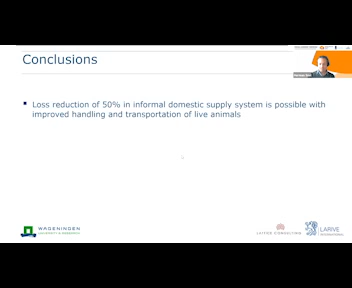 Conclusions
▪ Loss reduction of 50% in informal domestic supply system is possible with
improved handling and transportation of live animals
WAGENINGEN
UNIVERSITY & RESEARCH
LARIVE
INTERNATIONAL